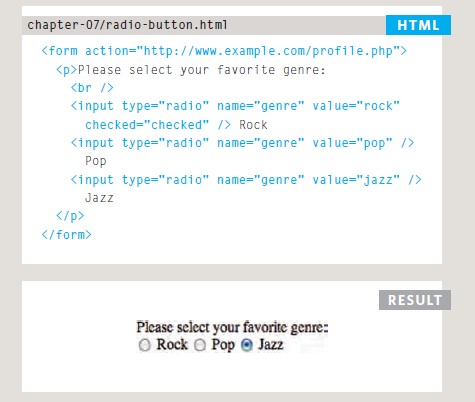 chapter-07/radio-button.html
HTML
<form action="http://www.example.com/profile.php">
<p>Please select your favorite genre:
<br />
<input type="radio" name="genre" value="rock"
checked="checked" /> Rock
<input type="radio" name="genre" value="pop" />
Pop
<input type="radio" name="genre" value="jazz" />
Jazz
</p>
</form>
RESULT
Please select your favorite genre::
Rock Pop Jazz